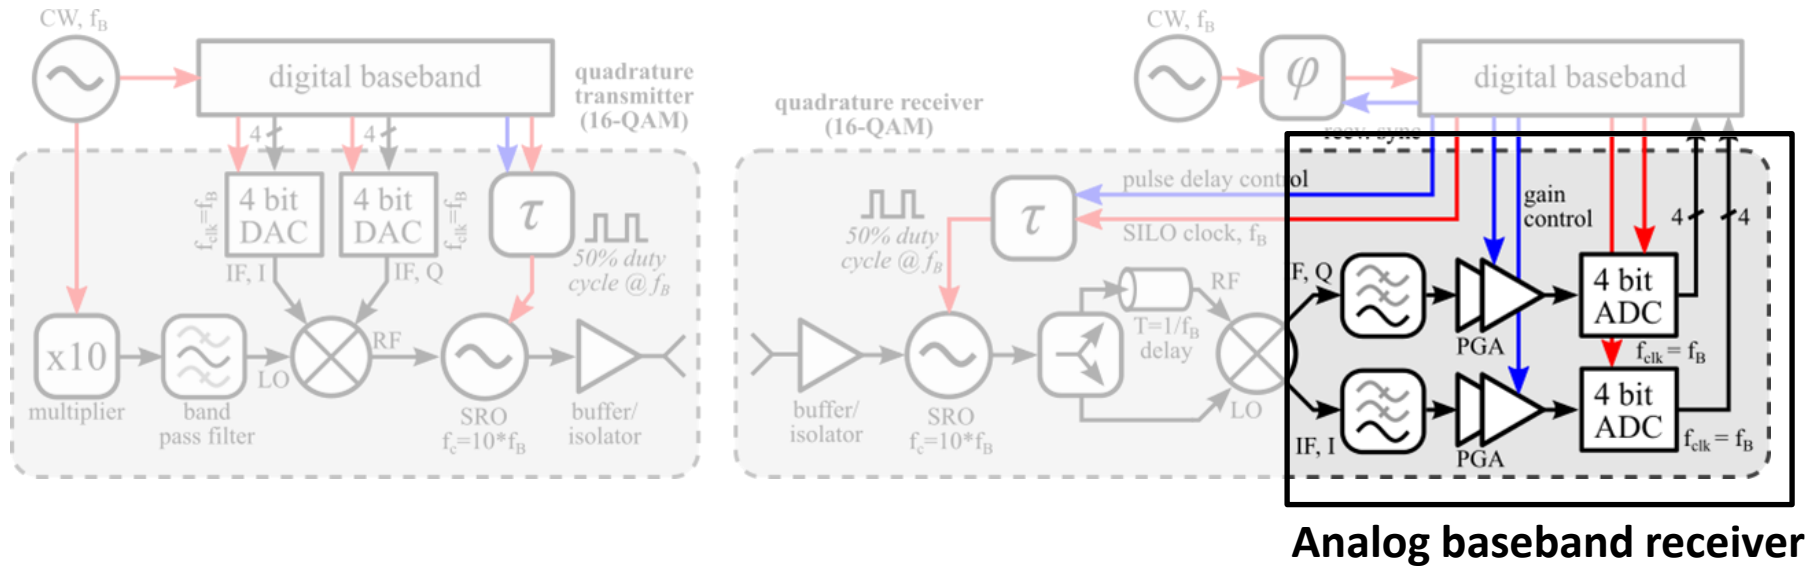 CW, fB
digital baseband
quadrature
transmitter
(16-QAM)
4
4
fclk=fB
4 bit
DAC
4 bit
DAC
fclk=fB
τ
50% duty
cycle @ fB
IF, I
IF, Q
x10
multiplier
band
pass filter
LO
RF
SRO
fc=10*fB
buffer/
isolator
CW, fB
φ
digital baseband
recv. sync
quadrature receiver
(16-QAM)
pulse delay control
τ
50% duty
cycle @ fB
SILO clock, fB
gain
control
4
4
buffer/
isolator
SRO
fc=10*fB
T=1/fB
delay
RF
LO
IF, Q
PGA
4 bit
ADC
fclk = fB
IF, I
PGA
4 bit
ADC
fclk = fB
Analog baseband receiver